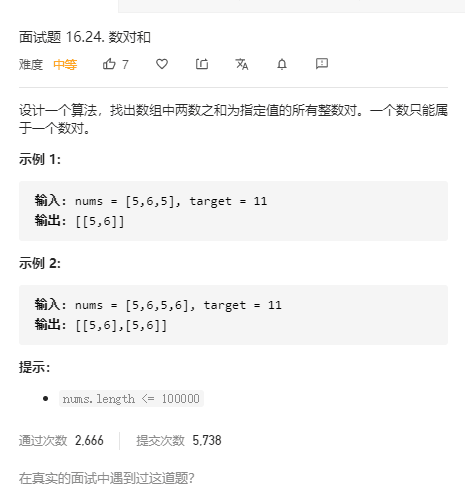 面试题 16.24. 数对和
难度 中等 7
设计一个算法，找出数组中两数之和为指定值的所有整数对。一个数只能属
于一个数对。
示例 1:
输入: nums = [5,6,5], target = 11
输出: [[5,6]]
示例 2:
输入: nums = [5,6,5,6], target = 11
输出: [[5,6],[5,6]]
提示：
nums.length <= 100000
通过次数 2,666 提交次数 5,738
在真实的面试中遇到过这道题？